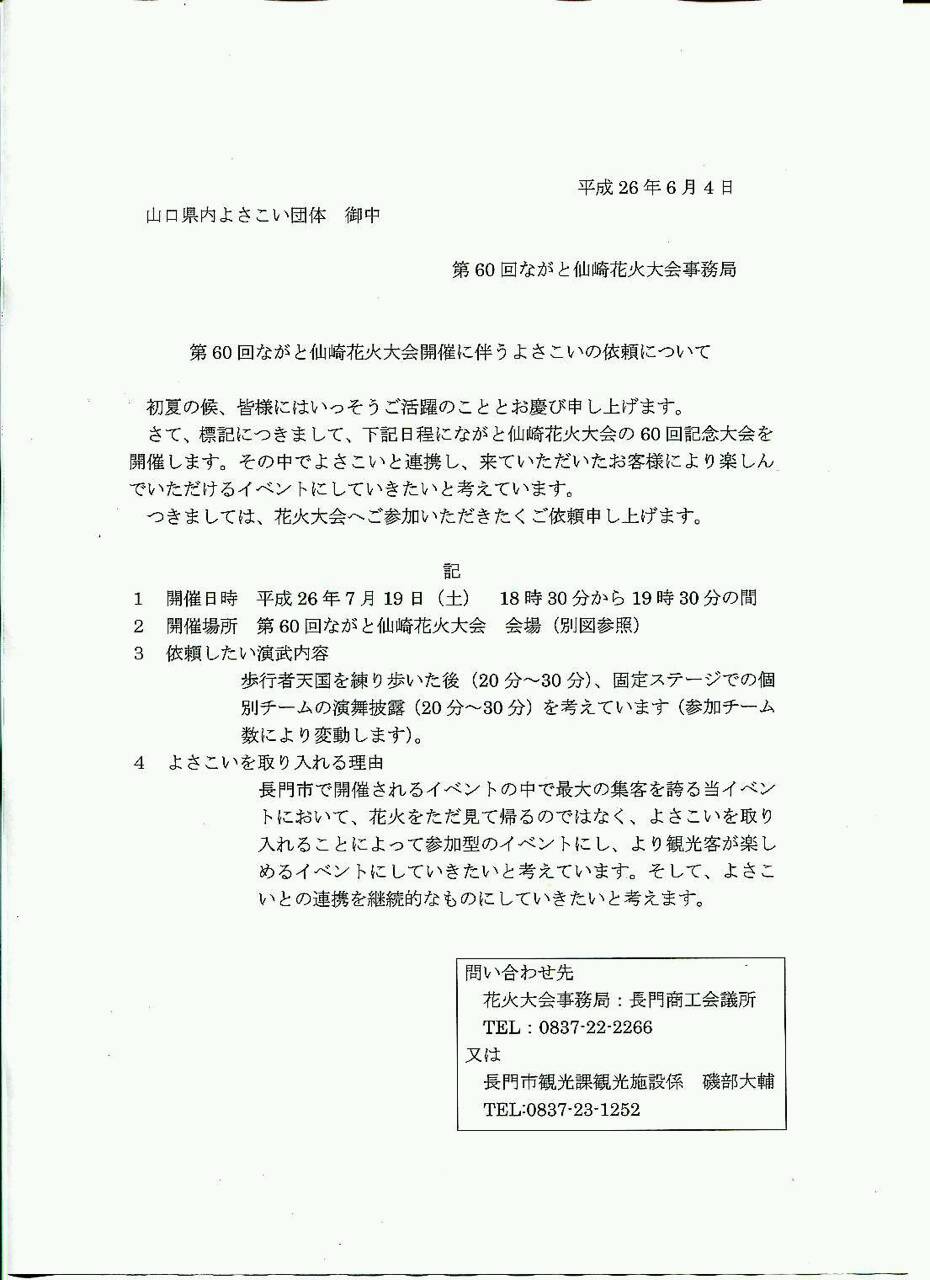 平成 26 年 6 月 4 日
山口県内よさこい団体　御中
第 60 回ながと仙崎花火大会事務局
第 60 回ながと仙崎花火大会開催に伴うよさこいの依頼について
初夏の候、皆様にはいっそうご活躍のこととお慶び申し上げます。
さて、標記につきまして、下記日程にながと仙崎花火大会の 60 回記念大会を
開催します。その中でよさこいと連携し、来ていただいたお客様により楽しん
でいただけるイベントにしていきたいと考えています。
つきましては、花火大会へご参加いただきたくご依頼申し上げます。
記
1　開催日時　平成 26 年 7 月 19 日（土）　18 時 30 分から 19 時 30 分の間
2　開催場所　第 60 回ながと仙崎花火大会　会場（別図参照）
3　依頼したい演武内容
歩行者天国を練り歩いた後（20 分～30 分）、固定ステージでの個
別チームの演舞披露（20 分～30 分）を考えています（参加チーム
数により変動します）。
4　よさこいを取り入れる理由
長門市で開催されるイベントの中で最大の集客を誇る当イベン
トにおいて、花火をただ見て帰るのではなく、よさこいを取り
入れることによって参加型のイベントにし、より観光客が楽し
めるイベントにしていきたいと考えています。そして、よさこ
いとの連携を継続的なものにしていきたいと考えます。
問い合わせ先
花火大会事務局：長門商工会議所
TEL：0837-22-2266
又は
長門市観光課観光施設係　磯部大輔
TEL:0837-23-1252